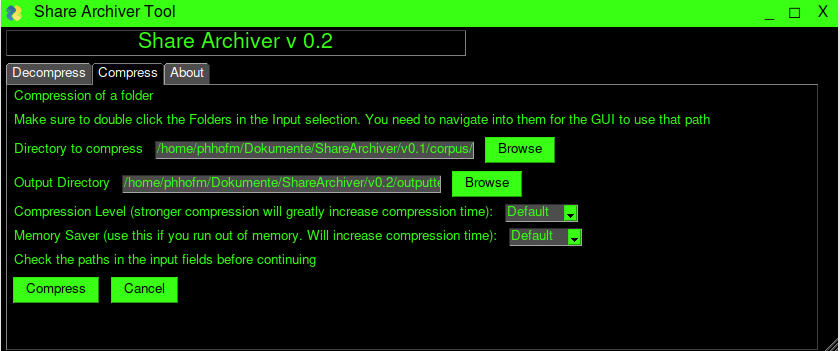 Share Archiver Tool
Share Archiver v 0.2
Decompress Compress About
Compression of a folder
Make sure to double click the Folders in the Input selection. You need to navigate into them for the GUI to use that path
Directory to compress /home/phhofm/Dokumente/ShareArchiver/v0.1/corpus/ Browse
Output Directory /home/phhofm/Dokumente/ShareArchiver/v0.2/outputte Browse
Compression Level (stronger compression will greatly increase compression time): Default
Memory Saver (use this if you run out of memory. Will increase compression time): Default
Check the paths in the input fields before continuing
Compress Cancel